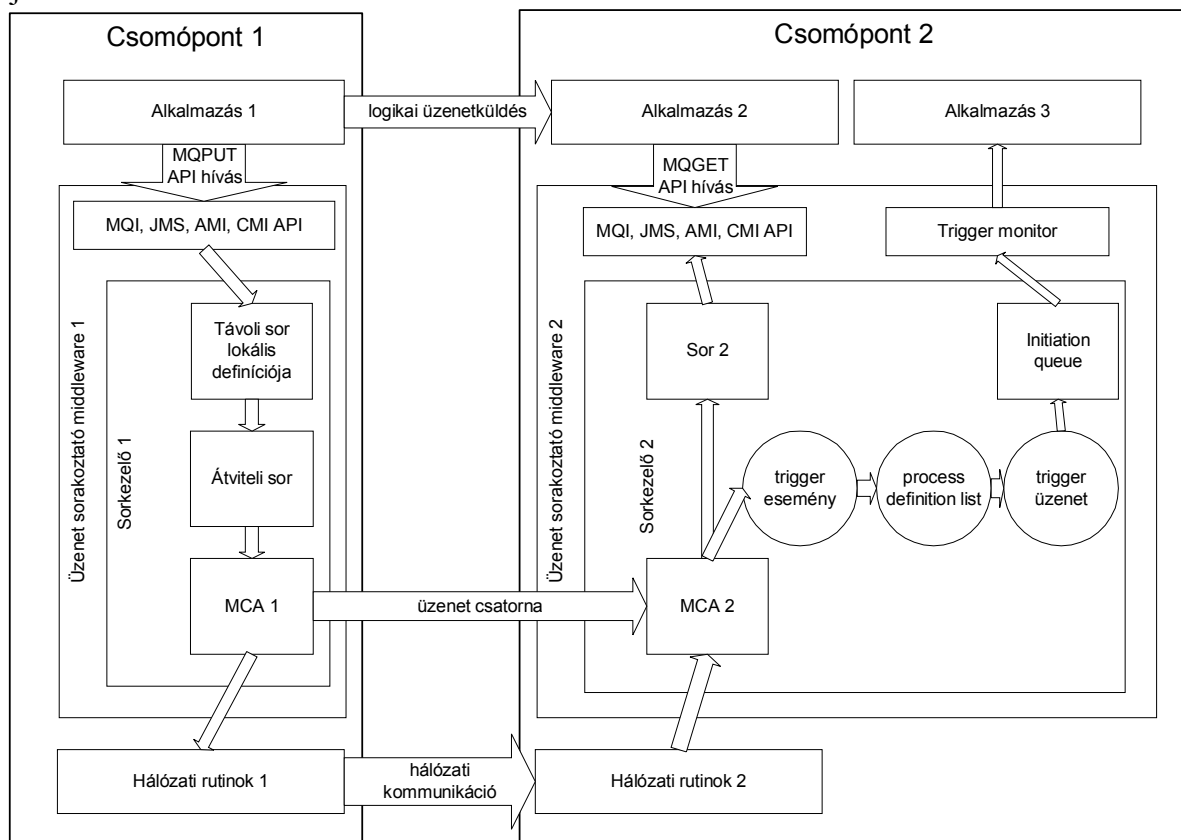 Csomópont 1
Csomópont 2
Alkalmazás 1
logikai üzenetküldés
Alkalmazás 2
Alkalmazás 3
MQPUT
API hívás
MQGET
API hívás
MQI, JMS, AMI, CMI API
MQI, JMS, AMI, CMI API
Trigger monitor
Üzenet sorakoztató middleware 1
Sorkezelő 1
Távoli sor
lokális
definíciója
Átviteli sor
MCA 1
üzenet csatorna
Üzenet sorakoztató middleware 2
Sorkezelő 2
Sor 2
Initiation
queue
trigger
esemény
process
definition list
trigger
üzenet
MCA 2
Hálózati rutinok 1
hálózati
kommunikáció
Hálózati rutinok 2